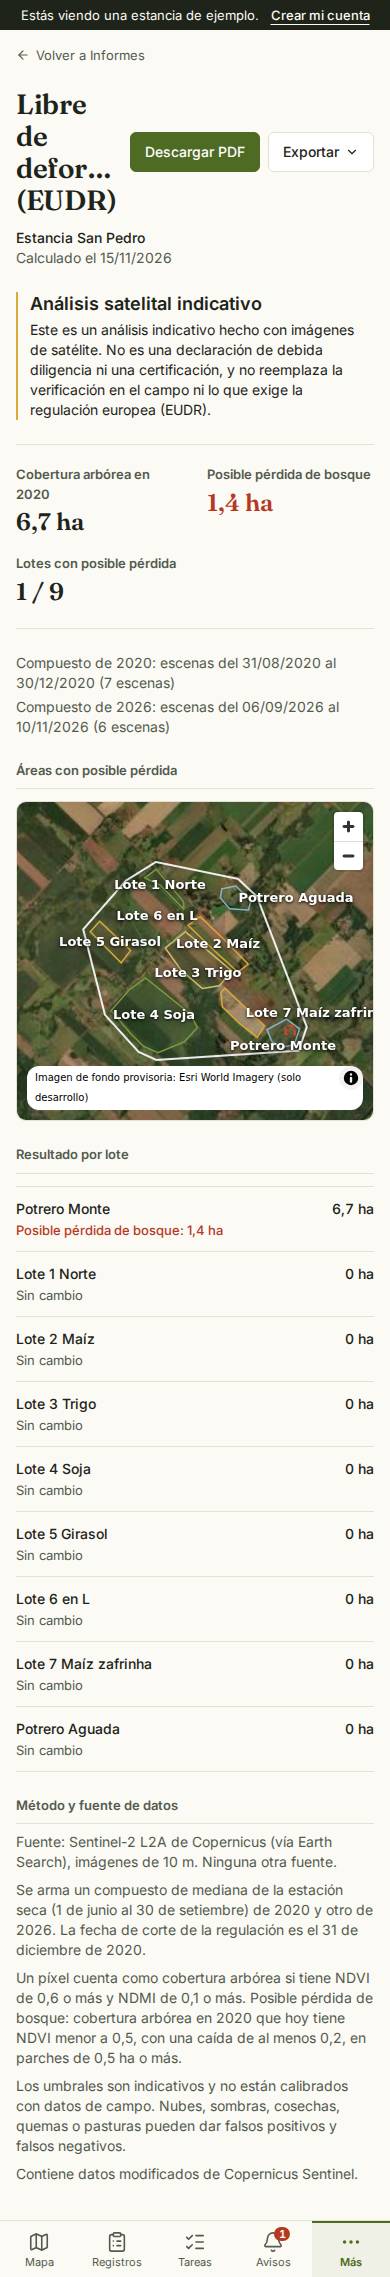 Estás viendo una estancia de ejemplo. Crear mi cuenta
← Volver a Informes
Libre
de
defor...
(EUDR)
Descargar PDF
Exportar
Estancia San Pedro
Calculado el 15/11/2026
Análisis satelital indicativo
Este es un análisis indicativo hecho con imágenes
de satélite. No es una declaración de debida
diligencia ni una certificación, y no reemplaza la
verificación en el campo ni lo que exige la
regulación europea (EUDR).
Cobertura arbórea en
2020
6,7 ha
Posible pérdida de bosque
1,4 ha
Lotes con posible pérdida
1 / 9
Compuesto de 2020: escenas del 31/08/2020 al
30/12/2020 (7 escenas)
Compuesto de 2026: escenas del 06/09/2026 al
10/11/2026 (6 escenas)
Áreas con posible pérdida
Lote 1 Norte
Potrero Aguada
Lote 6 en L
Lote 5 Girasol
Lote 2 Maíz
Lote 3 Trigo
Lote 4 Soja
Lote 7 Maíz zafrir
Potrero Monte
Imagen de fondo provisoria: Esri World Imagery (solo
desarrollo)
Resultado por lote
Potrero Monte 6,7 ha
Posible pérdida de bosque: 1,4 ha
Lote 1 Norte 0 ha
Sin cambio
Lote 2 Maíz 0 ha
Sin cambio
Lote 3 Trigo 0 ha
Sin cambio
Lote 4 Soja 0 ha
Sin cambio
Lote 5 Girasol 0 ha
Sin cambio
Lote 6 en L 0 ha
Sin cambio
Lote 7 Maíz zafrinha 0 ha
Sin cambio
Potrero Aguada 0 ha
Sin cambio
Método y fuente de datos
Fuente: Sentinel-2 L2A de Copernicus (vía Earth
Search), imágenes de 10 m. Ninguna otra fuente.
Se arma un compuesto de mediana de la estación
seca (1 de junio al 30 de setiembre) de 2020 y otro de
2026. La fecha de corte de la regulación es el 31 de
diciembre de 2020.
Un píxel cuenta como cobertura arbórea si tiene NDVI
de 0,6 o más y NDMI de 0,1 o más. Posible pérdida de
bosque: cobertura arbórea en 2020 que hoy tiene
NDVI menor a 0,5, con una caída de al menos 0,2, en
parches de 0,5 ha o más.
Los umbrales son indicativos y no están calibrados
con datos de campo. Nubes, sombras, cosechas,
quemas o pasturas pueden dar falsos positivos y
falsos negativos.
Contiene datos modificados de Copernicus Sentinel.
Mapa
Registros
Tareas
1
Avisos
Más